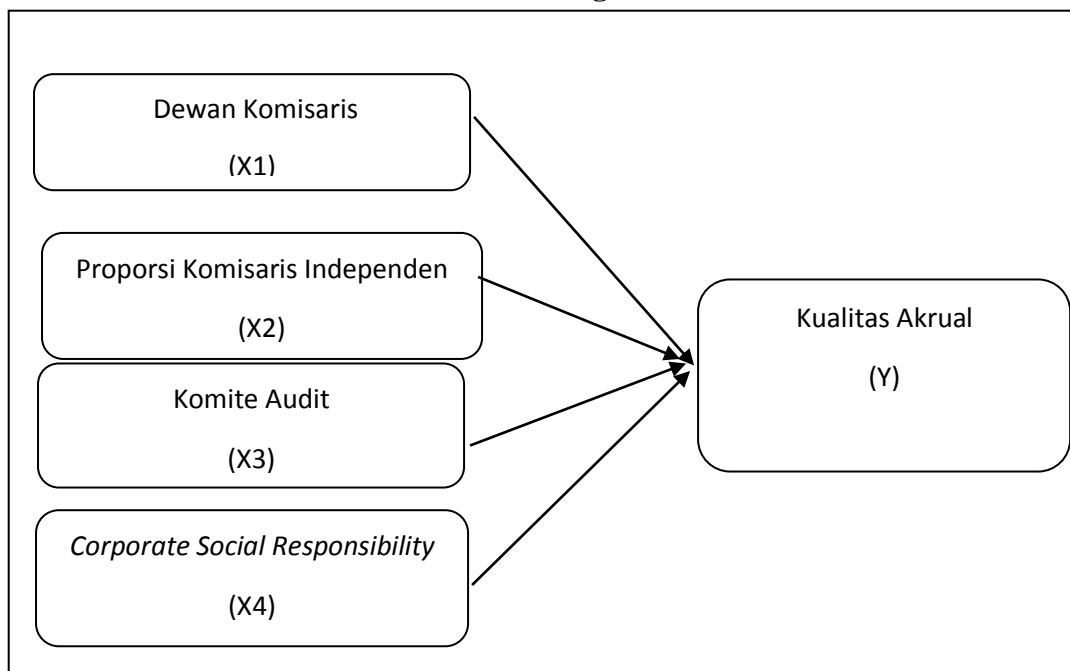 Dewan Komisaris
(X1)
Proporsi Komisaris Independen
(X2)
Komite Audit
(X3)
Corporate Social Responsibility
(X4)
Kualitas Akrual
(Y)